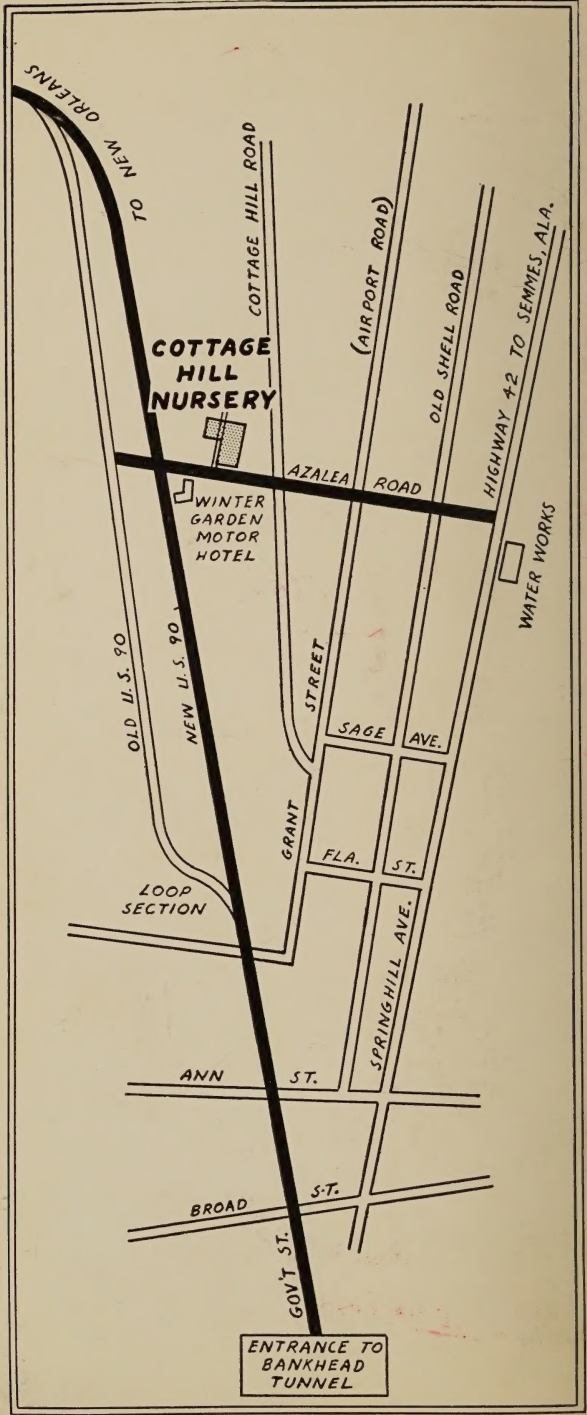 TO NEW ORLEANS
COTTAGE HILL ROAD
(AIRPORT ROAD)
OLD SHELL ROAD
HIGHWAY 42 TO SEMMES, ALA.
COTTAGE
HILL
NURSERY
AZALEA ROAD
WINTER
GARDEN
MOTOR
HOTEL
WATER WORKS
OLD U.S. 90
NEW U.S. 90
GRANT STREET
SAGE AVE.
FLA. ST.
LOOP
SECTION
SPRINGHILL AVE.
ANN ST.
BROAD S.T.
GOV'T ST.
ENTRANCE TO
BANKHEAD
TUNNEL